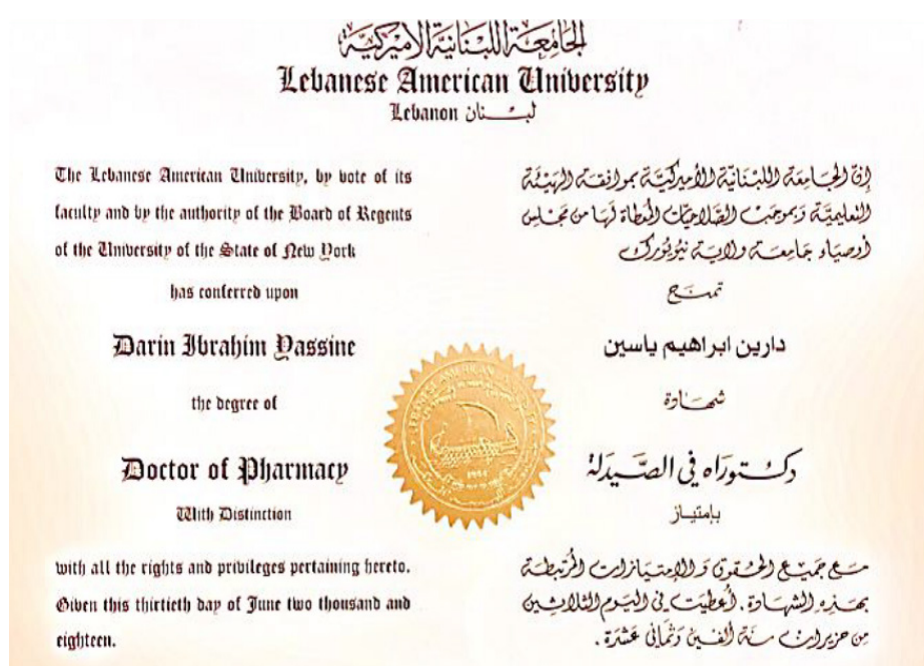 الجامعة اللبنانية الأميركية
Lebanese American University
Lebanon لبنان
The Lebanese American University, by vote of its
faculty and by the authority of the Board of Regents
of the University of the State of New York
has conferred upon
Darin Ibrahim Yassine
the degree of
Doctor of Pharmacy
With Distinction
with all the rights and privileges pertaining hereto.
Given this thirtieth day of June two thousand and
eighteen.
إن الجامعة اللبنانية الأميركية بموافقة الهيئة
التعليمية وبموجب الصلاحيات المعطاة لها من مجلس
أوصياء جامعة ولاية نيويورك
تمنح
دارين ابراهيم ياسين
شهادة
دكتوراه في الصيدلة
بإمتياز
مع جميع الحقوق والإمتيازات المرتبطة
بهذه الشهادة. أعطيت في اليوم الثلاثين
من حزيران سنة ألفين وثماني عشرة.